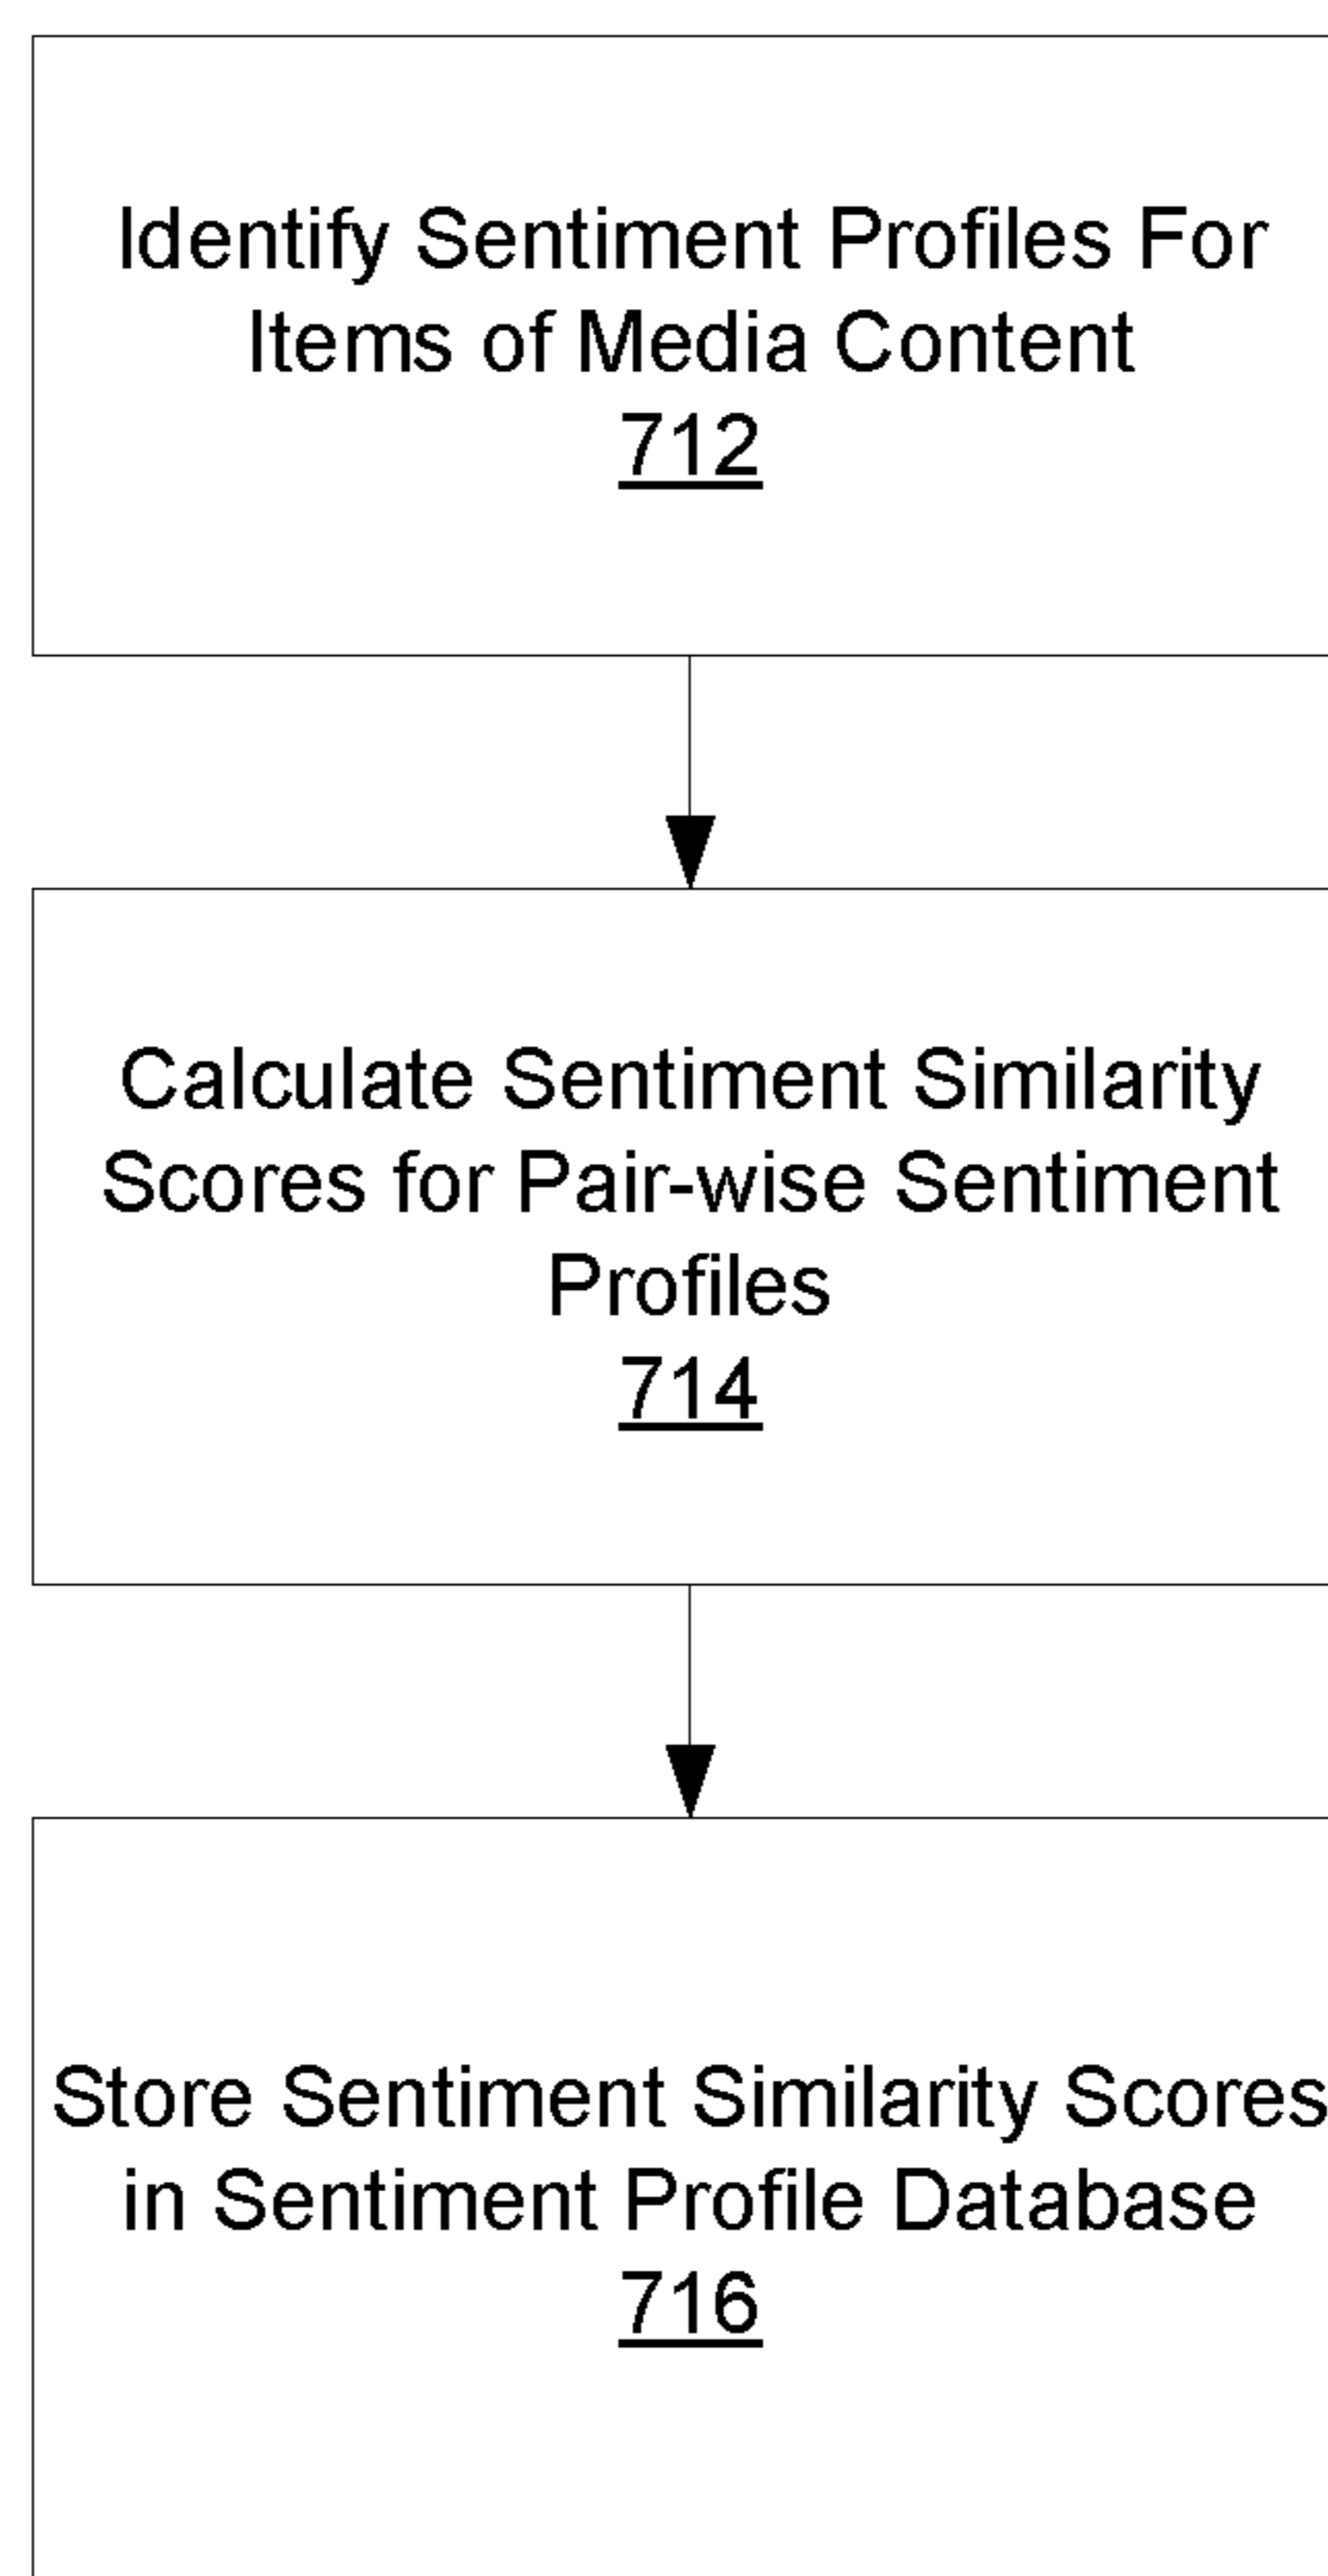 Identify Sentiment Profiles For
Items of Media Content
712
Calculate Sentiment Similarity
Scores for Pair-wise Sentiment
Profiles
714
Store Sentiment Similarity Scores
in Sentiment Profile Database
716